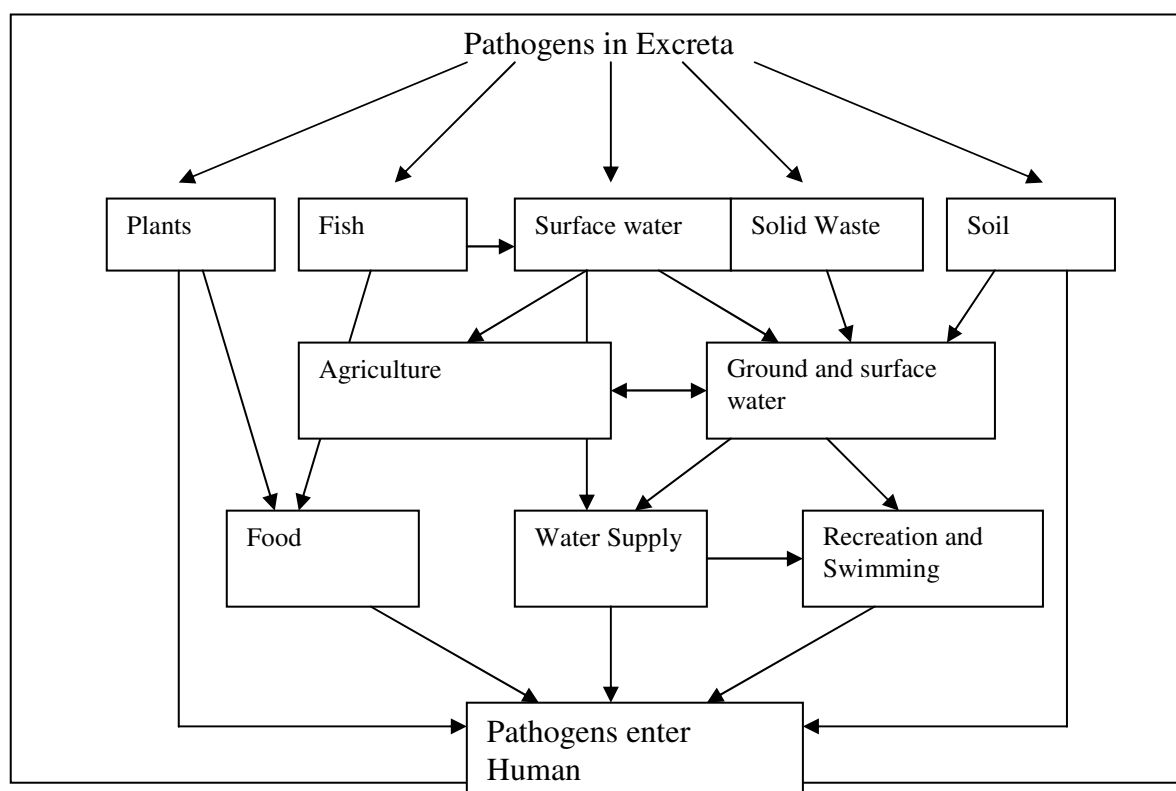 Pathogens in Excreta
Plants
Fish
Surface water
Solid Waste
Soil
Agriculture
Ground and surface
water
Food
Water Supply
Recreation and
Swimming
Pathogens enter
Human